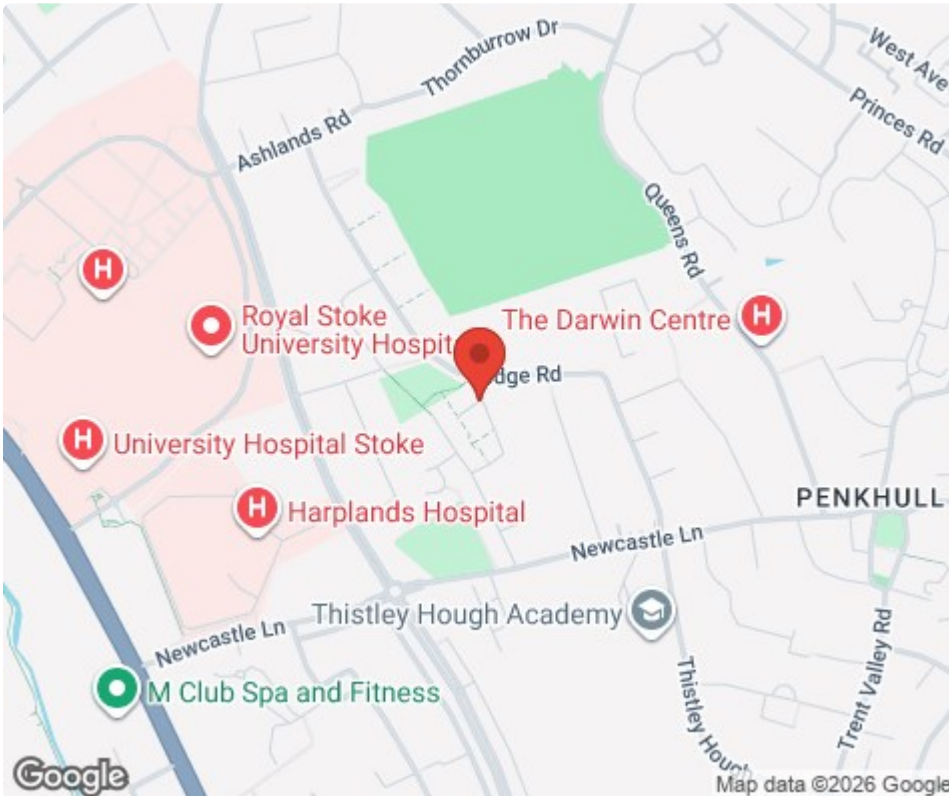 Thornburrow Dr
West Ave
Princes Rd
Ashlands Rd
Queens Rd
H
Royal Stoke
University Hospit
The Darwin Centre
H
dge Rd
H
University Hospital Stoke
H
Harplands Hospital
PENKHULL
Newcastle Ln
Thistley Hough Academy
Newcastle Ln
M Club Spa and Fitness
Thistley Hough
Trent Valley Rd
Google
Map data ©2026 Google